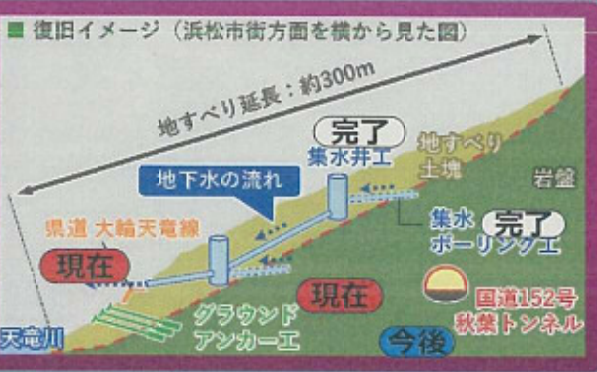 ■ 復旧イメージ（浜松市街方面を横から見た図）
地すべり延長：約300m
完了
集水井工
地すべり
土塊
岩盤
地下水の流れ
集水
ボーリング工
完了
県道 大輪天竜線
現在
現在
国道152号
秋葉トンネル
グラウンド
アンカー工
天竜川
今後